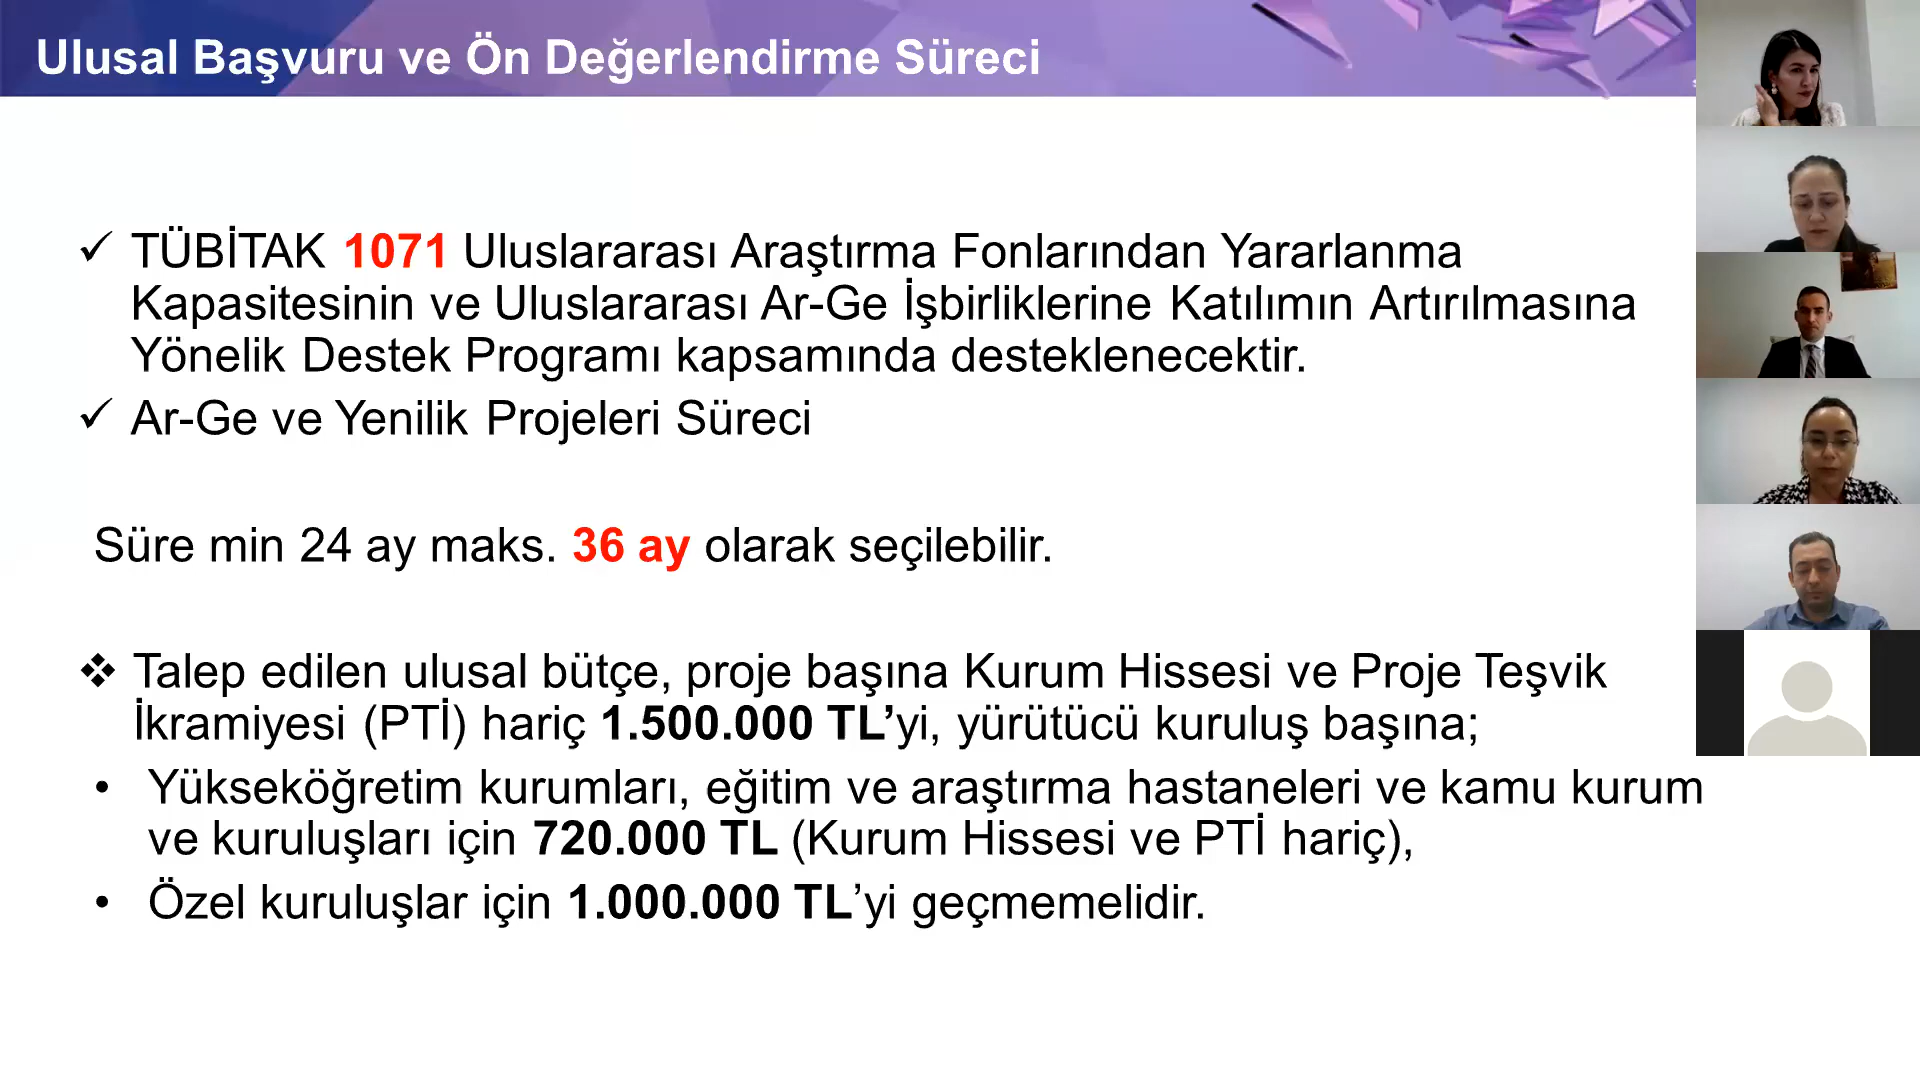 Ulusal Başvuru ve Ön Değerlendirme Süreci
✓ TÜBİTAK 1071 Uluslararası Araştırma Fonlarından Yararlanma
Kapasitesinin ve Uluslararası Ar-Ge İşbirliklerine Katılımın Artırılmasına
Yönelik Destek Programı kapsamında desteklenecektir.
✓ Ar-Ge ve Yenilik Projeleri Süreci
Süre min 24 ay maks. 36 ay olarak seçilebilir.
❖ Talep edilen ulusal bütçe, proje başına Kurum Hissesi ve Proje Teşvik
İkramiyesi (PTİ) hariç 1.500.000 TL’yi, yürütücü kuruluş başına;
• Yükseköğretim kurumları, eğitim ve araştırma hastaneleri ve kamu kurum
ve kuruluşları için 720.000 TL (Kurum Hissesi ve PTİ hariç),
• Özel kuruluşlar için 1.000.000 TL’yi geçmemelidir.